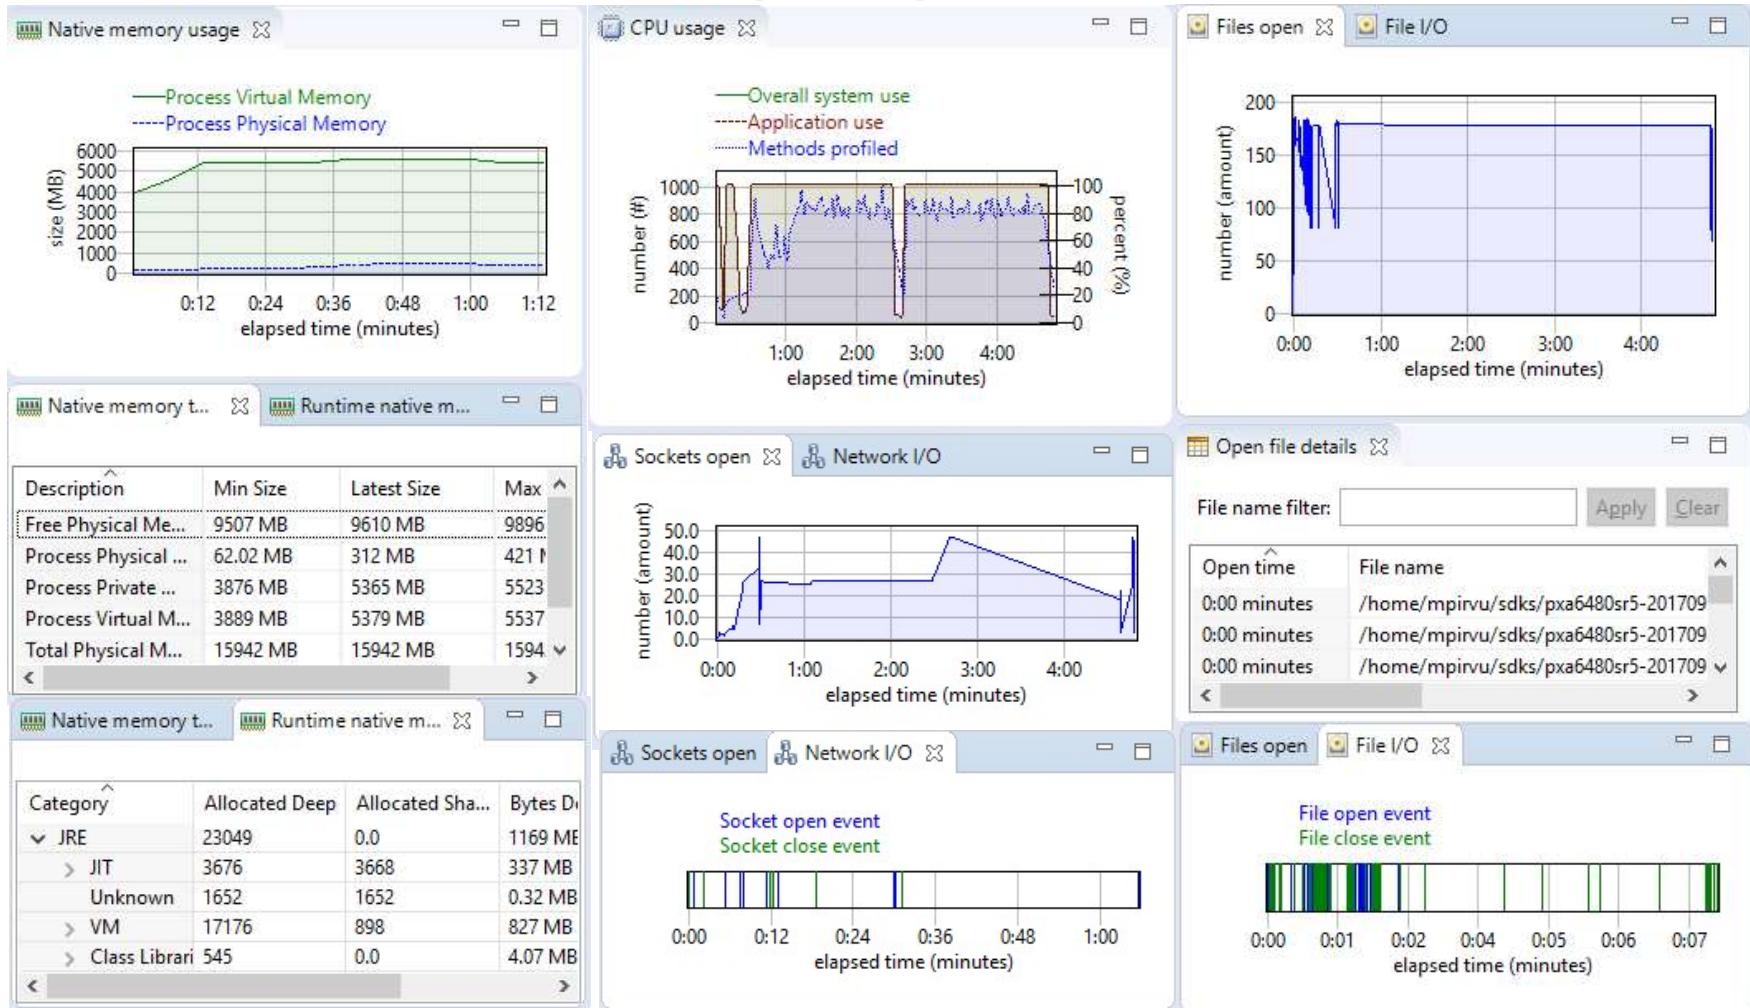 Native memory usage
Process Virtual Memory
Process Physical Memory
size (MB)
6000
5000
4000
3000
2000
1000
0
0:12 0:24 0:36 0:48 1:00 1:12
elapsed time (minutes)
Native memory t... Runtime native m...
Description Min Size Latest Size Max
Free Physical Me... 9507 MB 9610 MB 9896
Process Physical ... 62.02 MB 312 MB 421
Process Private ... 3876 MB 5365 MB 5523
Process Virtual M... 3889 MB 5379 MB 5537
Total Physical M... 15942 MB 15942 MB 1594
Native memory t... Runtime native m...
Category Allocated Deep Allocated Sha... Bytes
JRE 23049 0.0 1169 MB
JIT 3676 3668 337 MB
Unknown 1652 1652 0.32 MB
VM 17176 898 827 MB
Class Librari 545 0.0 4.07 MB
CPU usage
Overall system use
Application use
Methods profiled
number (#)
1000
800
600
400
200
0
100
80
60
40
20
0
percent (%)
1:00 2:00 3:00 4:00
elapsed time (minutes)
Sockets open Network I/O
number (amount)
50.0
40.0
30.0
20.0
10.0
0.0
0:00 1:00 2:00 3:00 4:00
elapsed time (minutes)
Sockets open Network I/O
Socket open event
Socket close event
0:00 0:12 0:24 0:36 0:48 1:00
elapsed time (minutes)
Files open File I/O
number (amount)
200
150
100
50
0
0:00 1:00 2:00 3:00 4:00
elapsed time (minutes)
Open file details
File name filter: Apply Clear
Open time File name
0:00 minutes /home/mpirvu/sdks/pxa6480sr5-201709
0:00 minutes /home/mpirvu/sdks/pxa6480sr5-201709
0:00 minutes /home/mpirvu/sdks/pxa6480sr5-201709
Files open File I/O
File open event
File close event
0:00 0:01 0:02 0:04 0:05 0:06 0:07
elapsed time (minutes)